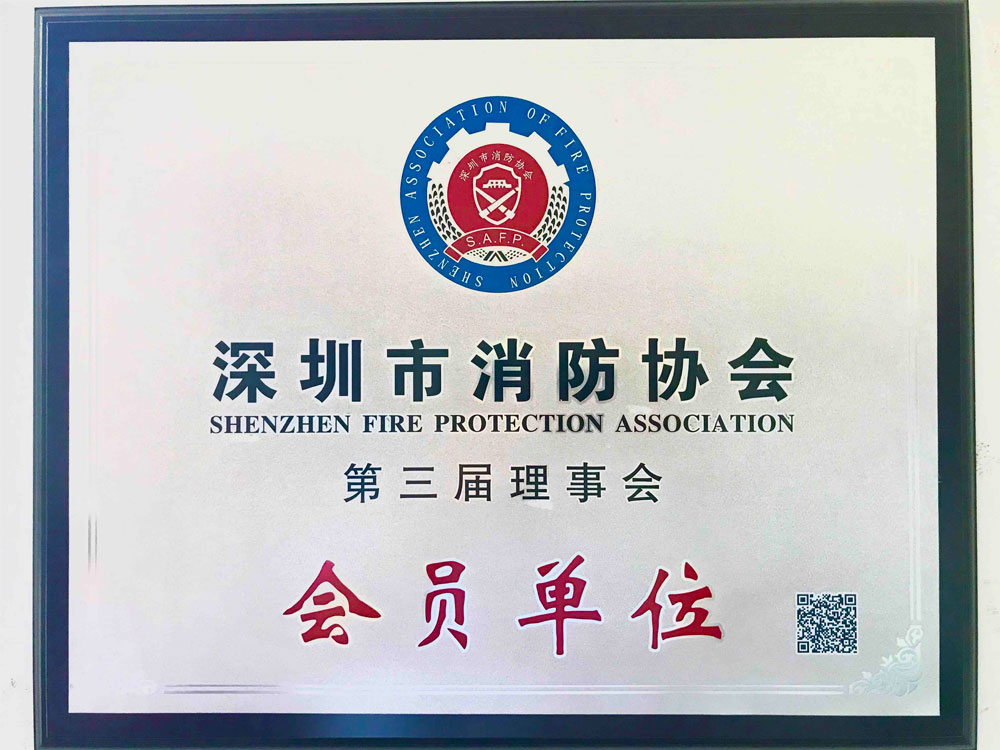 SHENZHEN ASSOCIATION OF FIRE PROTECTION
深圳市消防协会
S.A.F.P.
深圳市消防协会
SHENZHEN FIRE PROTECTION ASSOCIATION
第三届理事会
会员单位